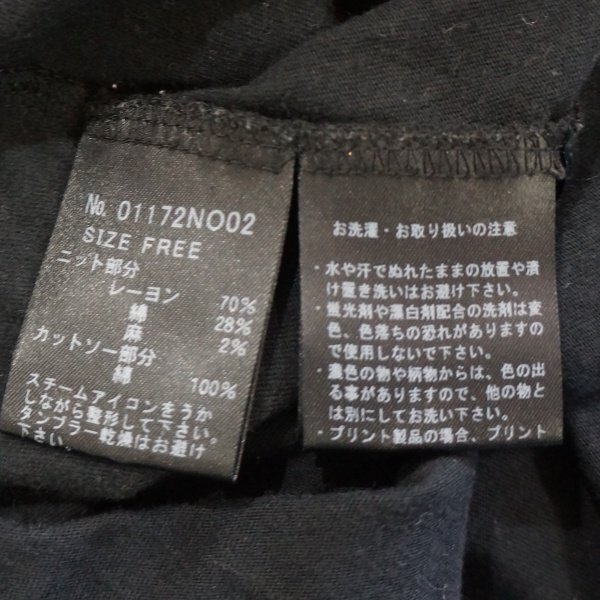 No. 01172NO02
SIZE FREE
ニット部分
レーヨン 70%
綿 28%
麻 2%
カットソー部分
綿 100%
スチームアイロンをうか
しながら整形して下さい。
タンブラー乾燥はお避け
下さい。
お洗濯・お取り扱いの注意
・水や汗でぬれたままの放置や漬
け置き洗いはお避け下さい。
・蛍光剤や漂白剤配合の洗剤は変
色、色落ちの恐れがありますの
で使用しないで下さい。
・濃色の物や柄物からは、色の出
る事がありますので、他の物と
は別にしてお洗い下さい。
・プリント製品の場合、プリント